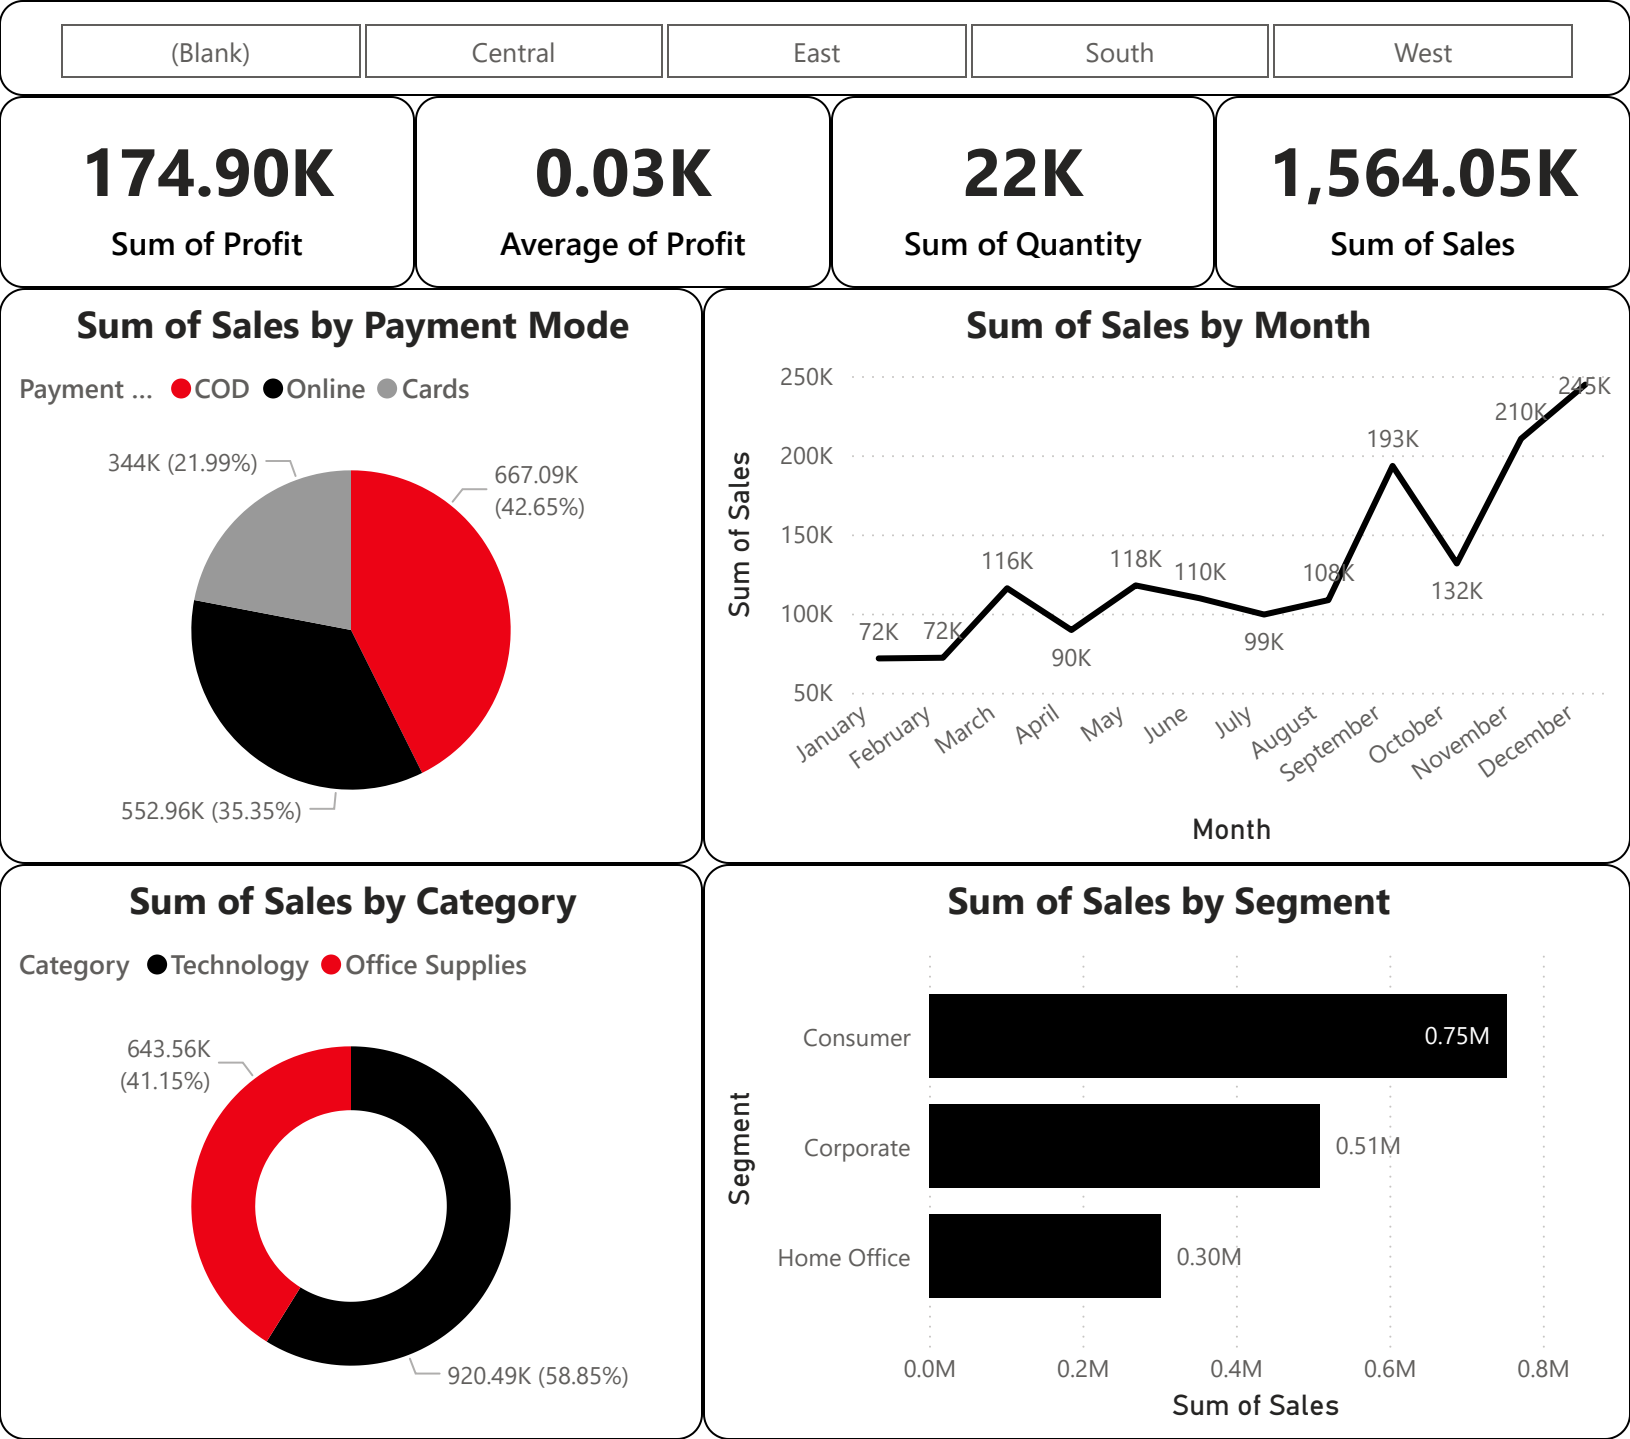 (Blank)
Central
East
South
West
174.90K
Sum of Profit
0.03K
Average of Profit
22K
Sum of Quantity
1,564.05K
Sum of Sales
Sum of Sales by Payment Mode
Payment ... COD Online Cards
344K (21.99%)
667.09K
(42.65%)
552.96K (35.35%)
Sum of Sales by Month
Sum of Sales
250K
200K
150K
100K
50K
72K
72K
116K
90K
118K
110K
99K
108K
193K
132K
210K
245K
January
February
March
April
May
June
July
August
September
October
November
December
Month
Sum of Sales by Category
Category Technology Office Supplies
643.56K
(41.15%)
920.49K (58.85%)
Sum of Sales by Segment
Segment
Consumer
0.75M
Corporate
0.51M
Home Office
0.30M
0.0M
0.2M
0.4M
0.6M
0.8M
Sum of Sales